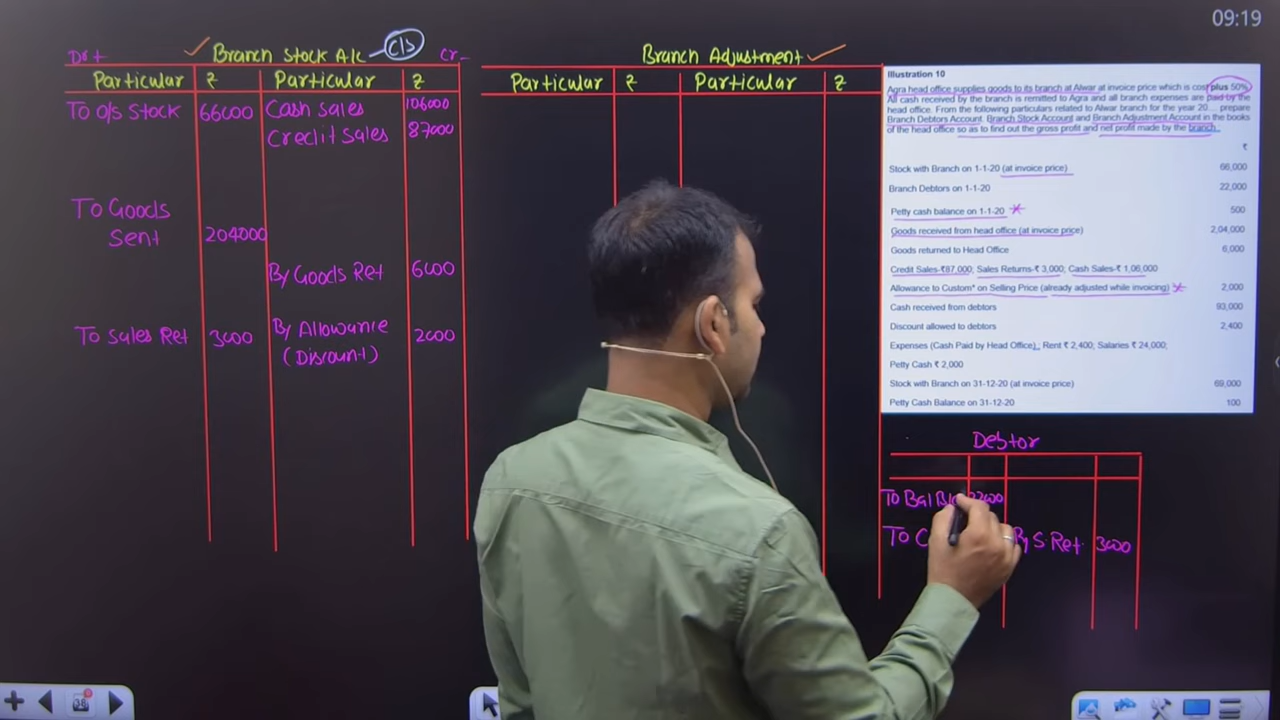 09:19
Dr +
Branch Stock A/c
C/S
Cr -
Particular ₹ Particular ₹
To O/s Stock 66000 Cash Sales 106000
Credit Sales 87000
To Goods
Sent 204000
By Goods Ret 6000
To Sales Ret 3000 By Allowance 2000
(Discount)
Branch Adjustment
Particular ₹ Particular ₹
Illustration 10
Agra head office supplies goods to its branch at Alwar at invoice price which is cost plus 50%
All cash received by the branch is remitted to Agra and all branch expenses are paid by the
head office. From the following particulars related to Alwar branch for the year 20.... prepare
Branch Debtors Account, Branch Stock Account and Branch Adjustment Account in the books
of the head office so as to find out the gross profit and net profit made by the branch.
₹
Stock with Branch on 1-1-20 (at invoice price) 66,000
Branch Debtors on 1-1-20 22,000
Petty cash balance on 1-1-20 500
Goods received from head office (at invoice price) 2,04,000
Goods returned to Head Office 6,000
Credit Sales-₹87,000; Sales Returns-₹ 3,000; Cash Sales-₹ 1,06,000
Allowance to Custom* on Selling Price (already adjusted while invoicing) 2,000
Cash received from debtors 93,000
Discount allowed to debtors 2,400
Expenses (Cash Paid by Head Office): Rent ₹ 2,400; Salaries ₹ 24,000;
Petty Cash ₹ 2,000
Stock with Branch on 31-12-20 (at invoice price) 69,000
Petty Cash Balance on 31-12-20 100
Debtor
To Bal 22000
To By S. Ret. 3000
38